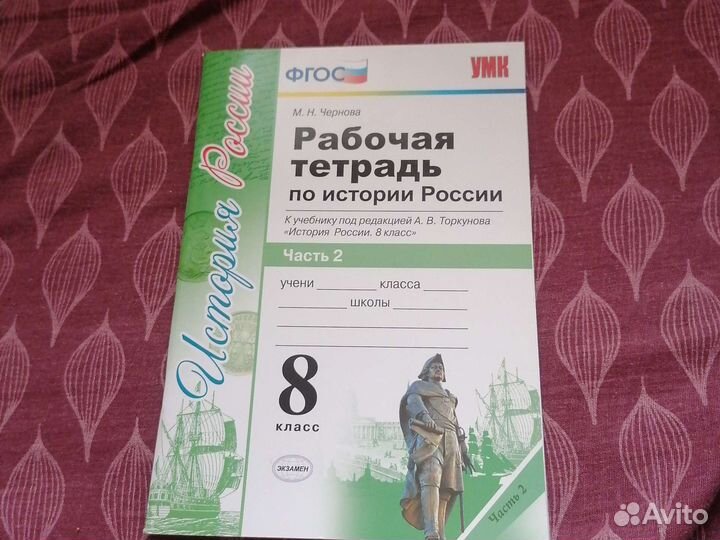 История России
ФГОС
УМК
М. Н. Чернова
Рабочая
тетрадь
по истории России
К учебнику под редакцией А. В. Торкунова
«История России. 8 класс»
Часть 2
учени класса
школы
8
класс
ЭКЗАМЕН
Часть 2
Avito